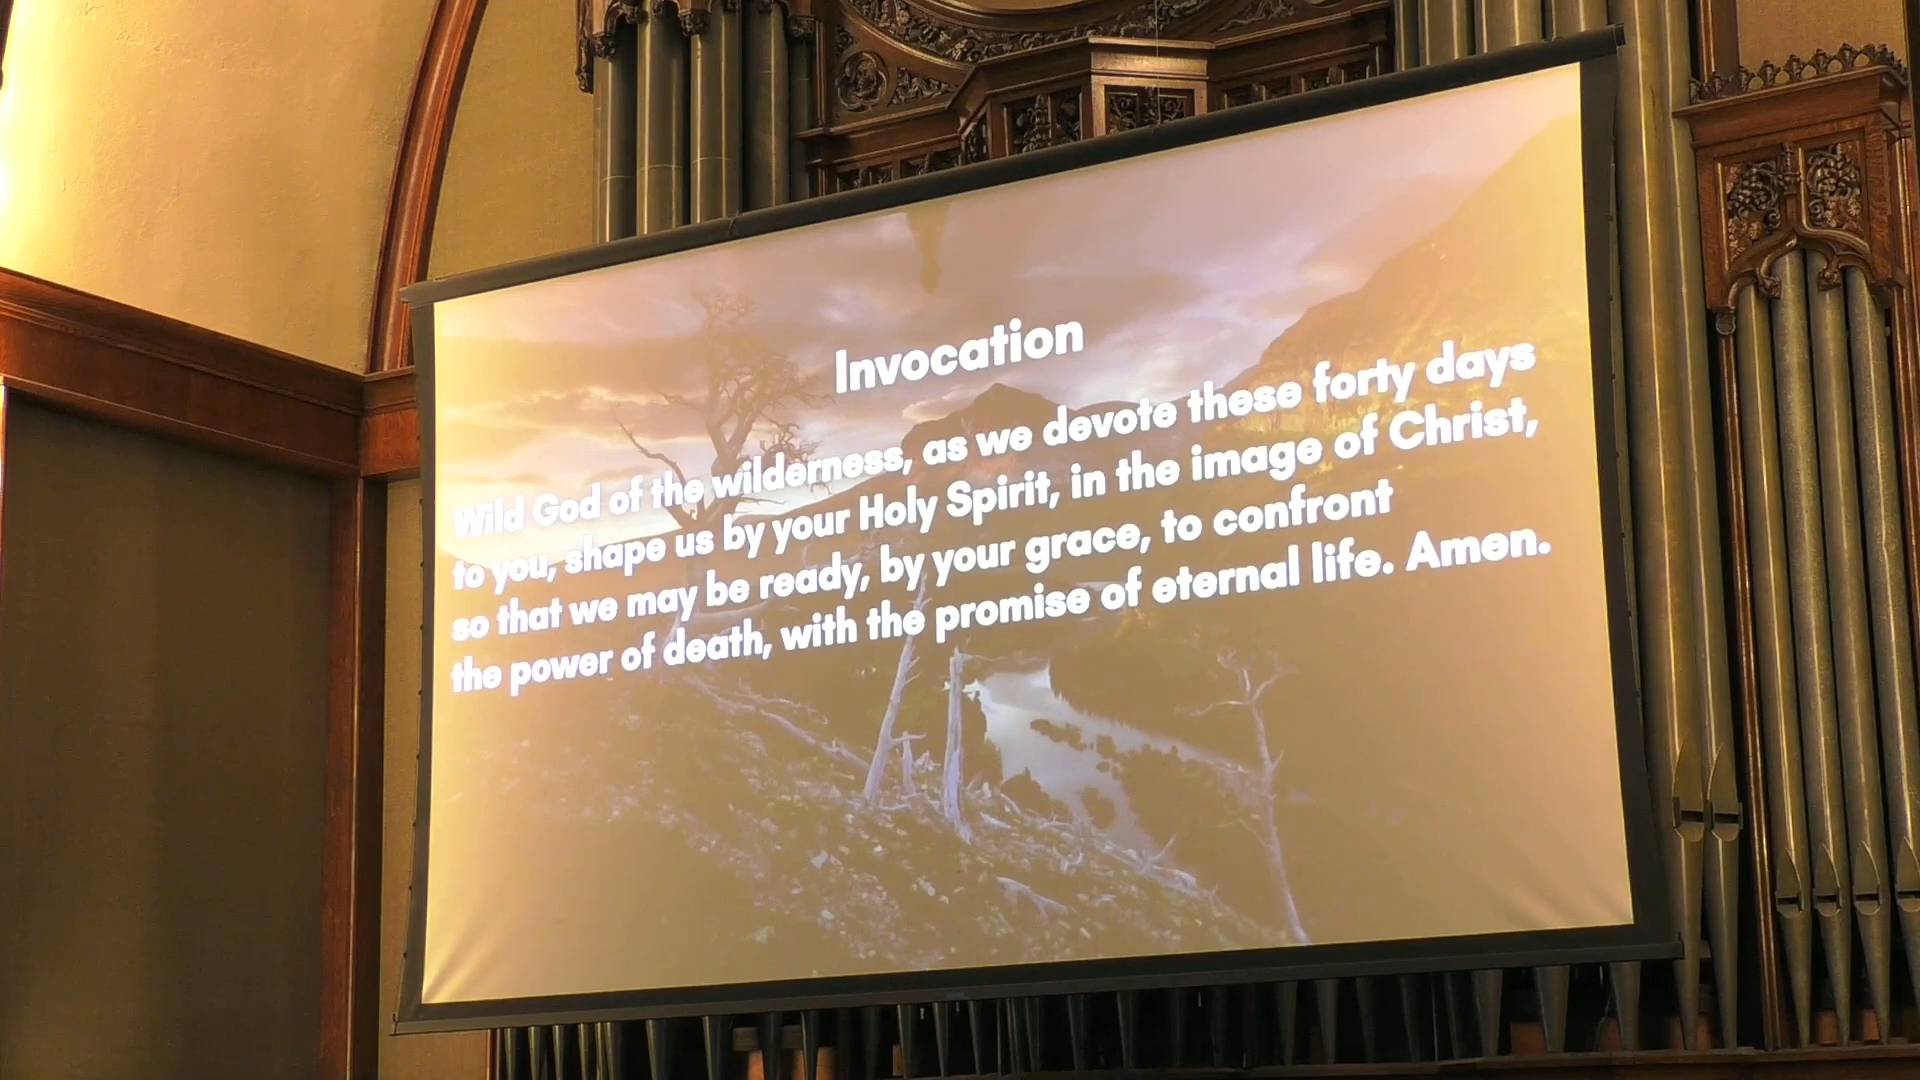 Invocation
Wild God of the wilderness, as we devote these forty days
to you, shape us by your Holy Spirit, in the image of Christ,
so that we may be ready, by your grace, to confront
the power of death, with the promise of eternal life. Amen.